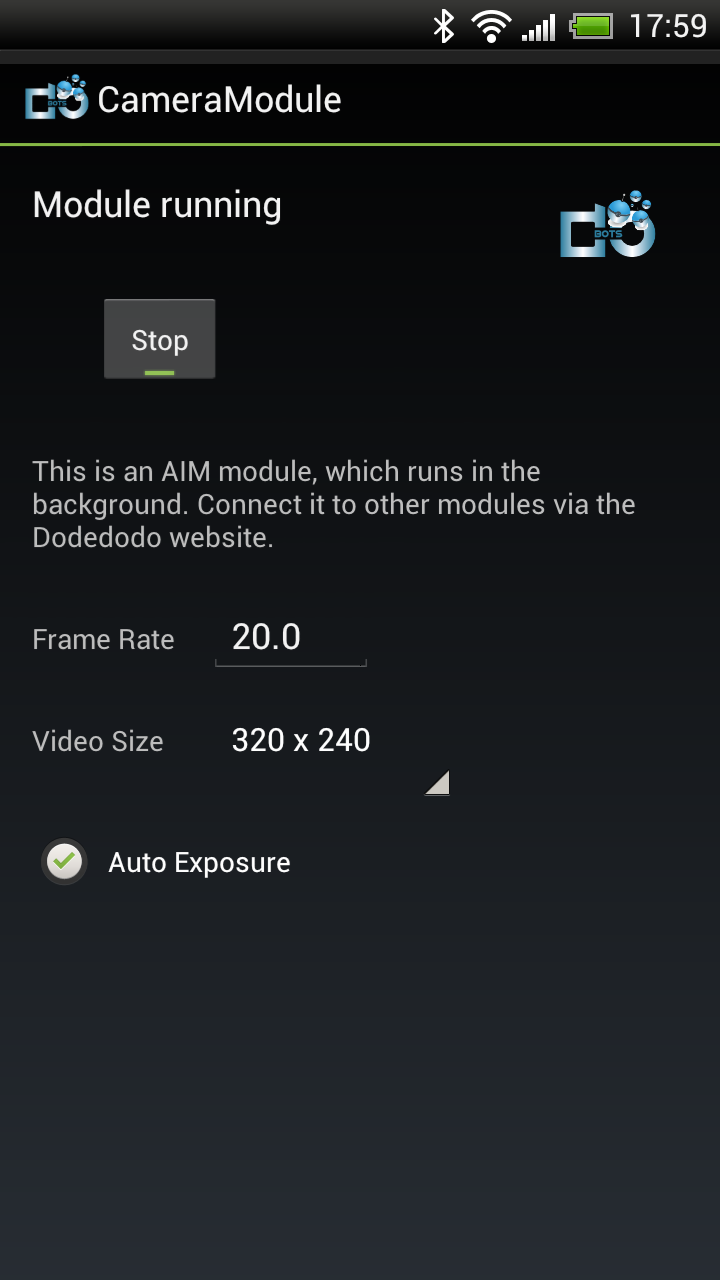 17:59
BOTS
CameraModule
Module running
BOTS
Stop
This is an AIM module, which runs in the
background. Connect it to other modules via the
Dodedodo website.
Frame Rate
20.0
Video Size
320 x 240
Auto Exposure